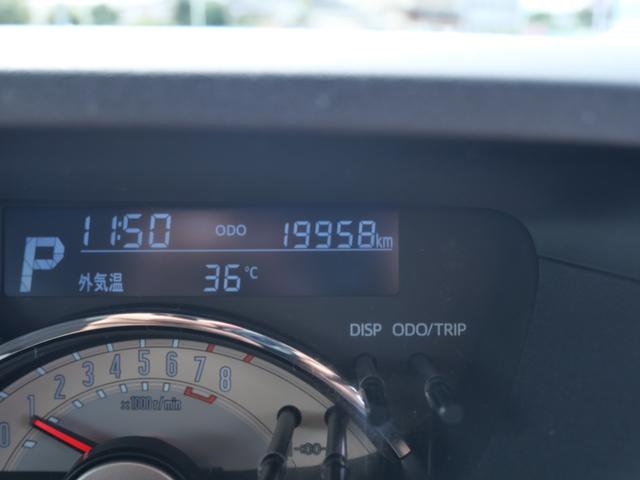 P 11:50 ODO 19958km
外気温 36℃
DISP ODO/TRIP
0 1 2 3 4 5 6 7 8
x1000r/min